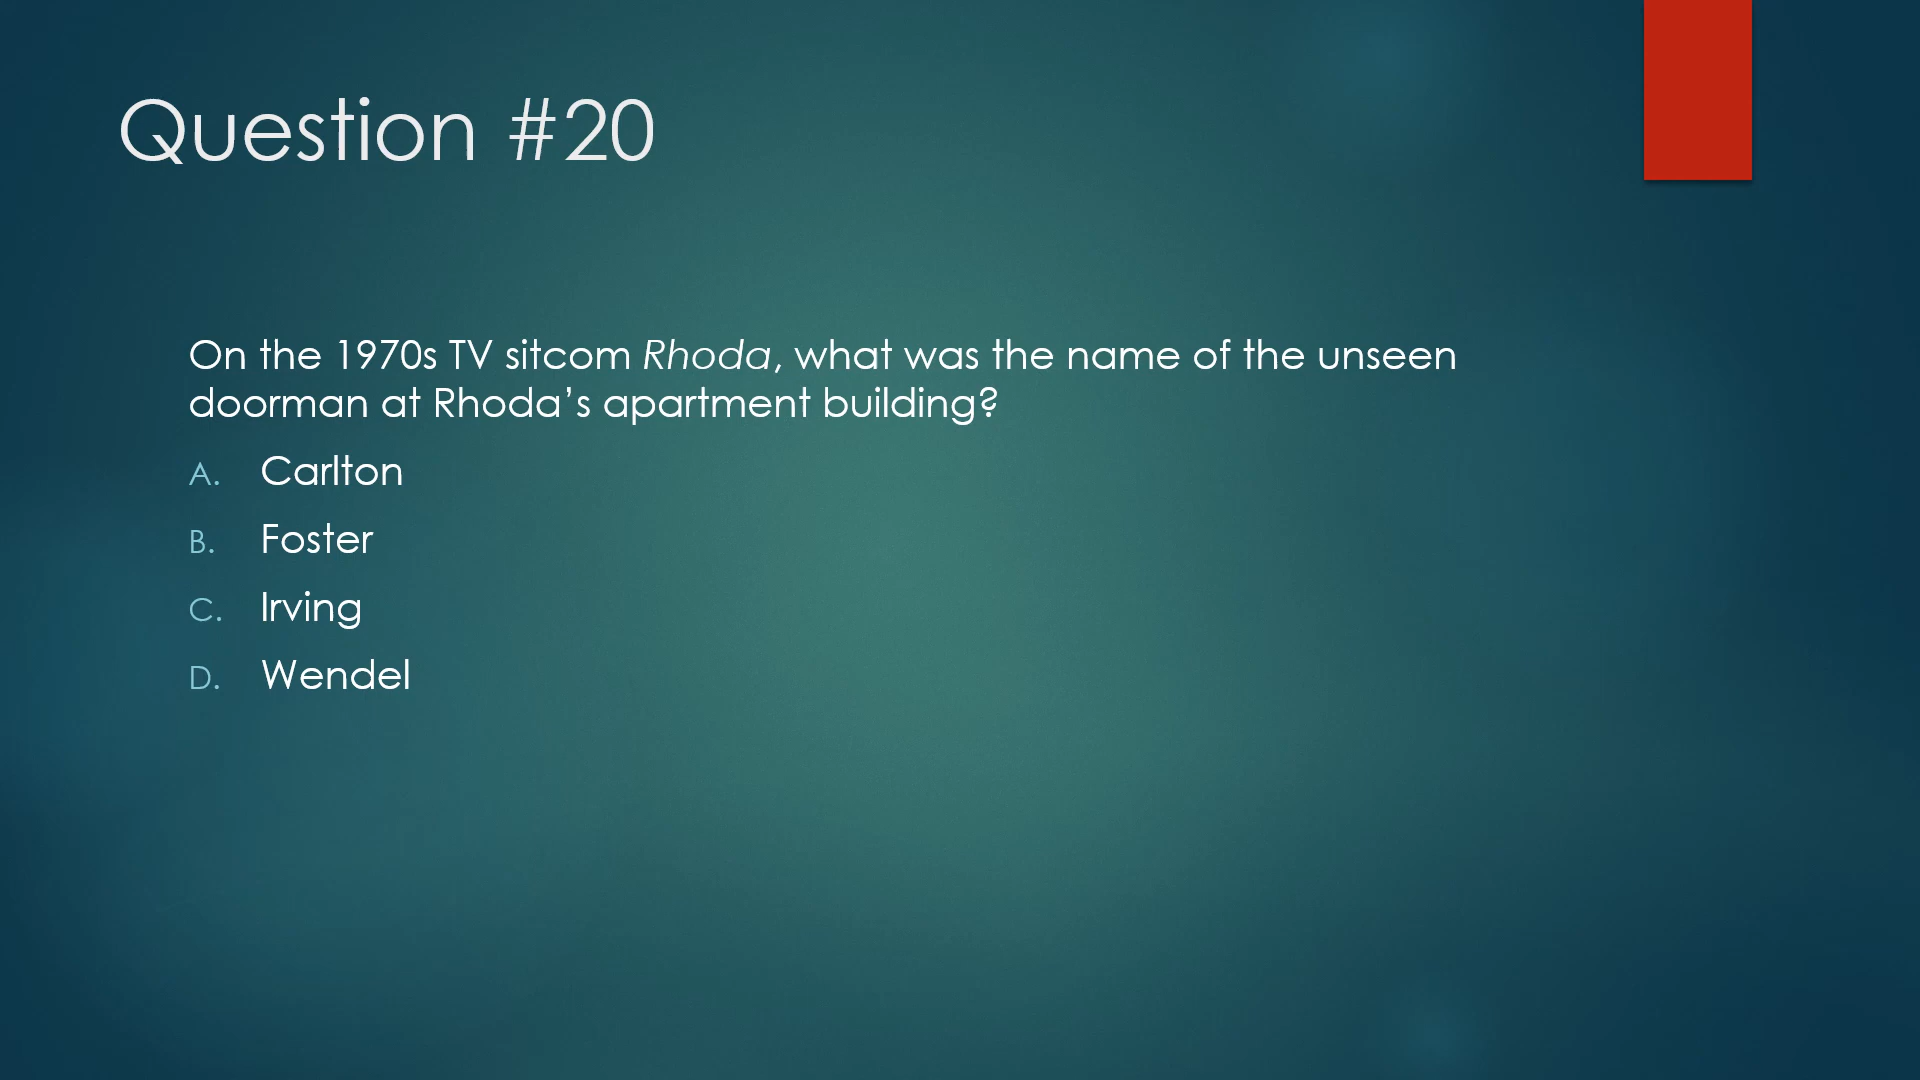 Question #20
On the 1970s TV sitcom Rhoda, what was the name of the unseen
doorman at Rhoda’s apartment building?
A. Carlton
B. Foster
C. Irving
D. Wendel